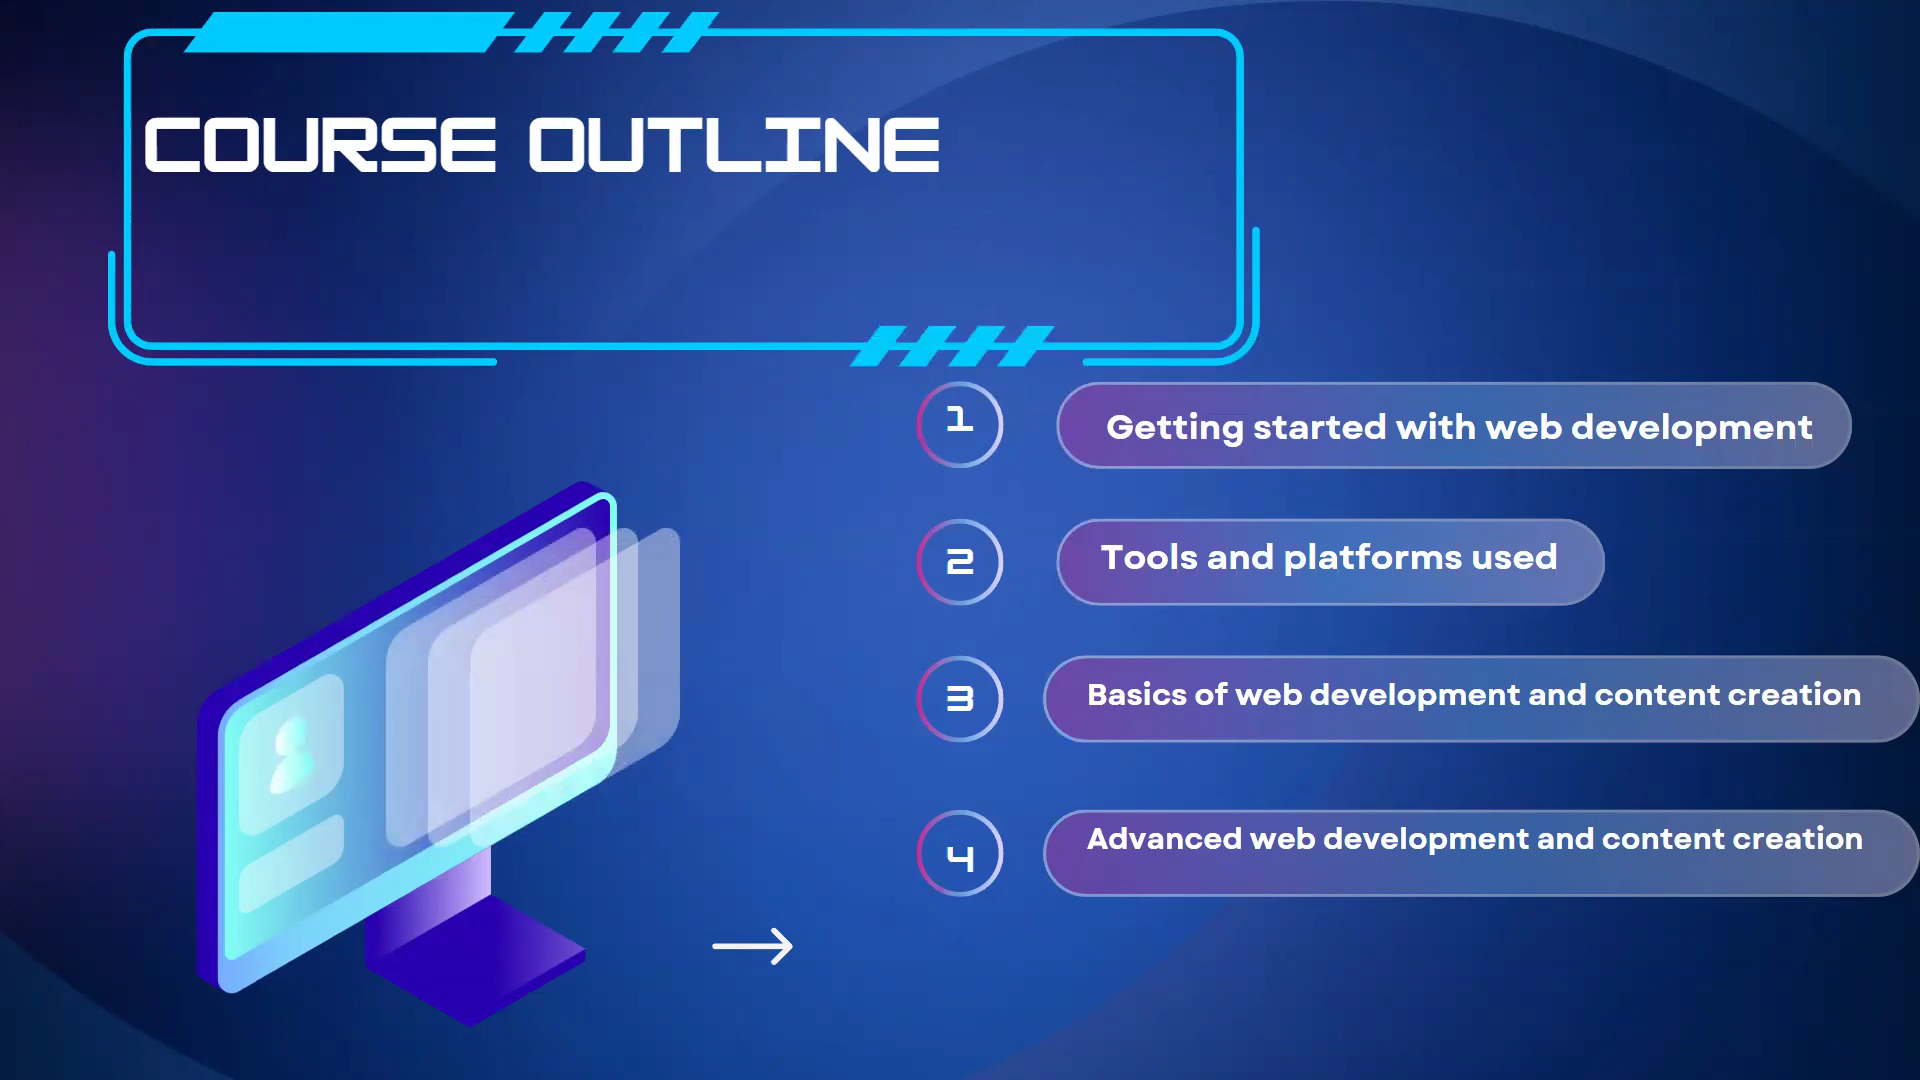 COURSE OUTLINE
1
Getting started with web development
2
Tools and platforms used
3
Basics of web development and content creation
4
Advanced web development and content creation